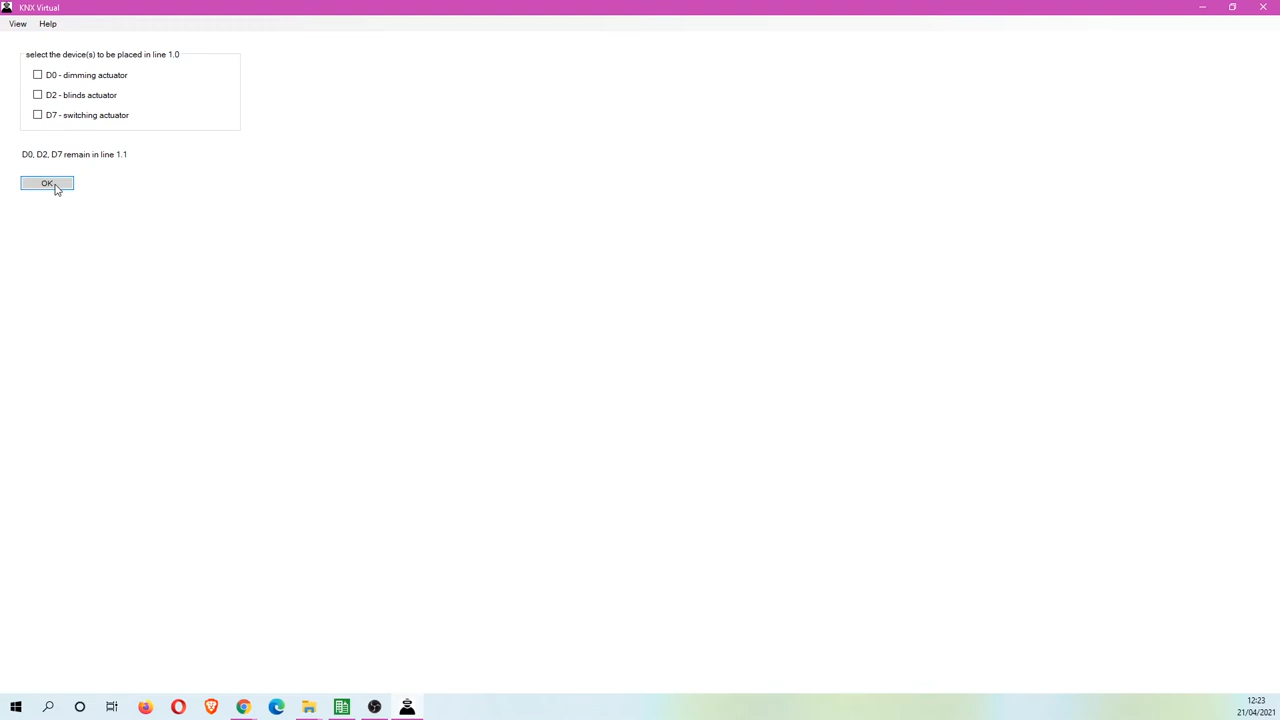 KNX Virtual
View Help
select the device(s) to be placed in line 1.0
D0 - dimming actuator
D2 - blinds actuator
D7 - switching actuator
D0, D2, D7 remain in line 1.1
OK
12:23
21/04/2021